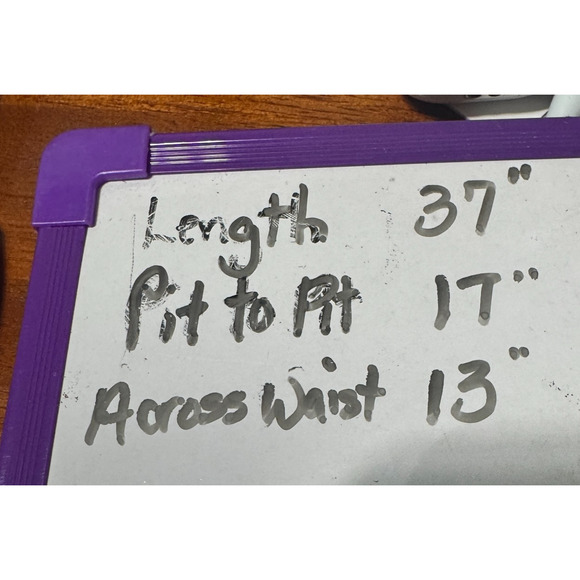 Length 37"
Pit to Pit 17"
Across Waist 13"